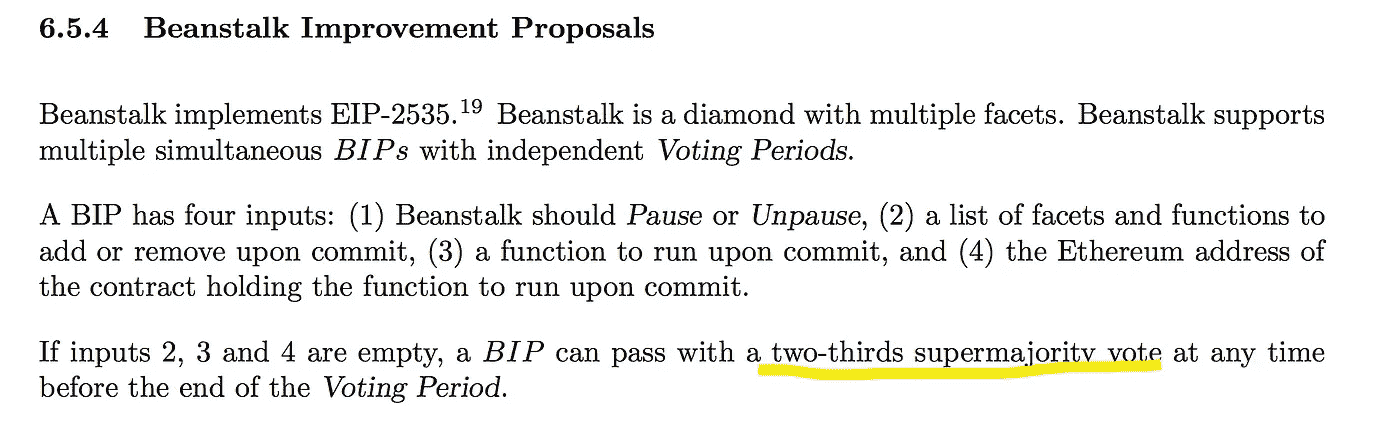 6.5.4 Beanstalk Improvement Proposals
Beanstalk implements EIP-2535.19 Beanstalk is a diamond with multiple facets. Beanstalk supports
multiple simultaneous BIPs with independent Voting Periods.
A BIP has four inputs: (1) Beanstalk should Pause or Unpause, (2) a list of facets and functions to
add or remove upon commit, (3) a function to run upon commit, and (4) the Ethereum address of
the contract holding the function to run upon commit.
If inputs 2, 3 and 4 are empty, a BIP can pass with a two-thirds supermajority vote at any time
before the end of the Voting Period.